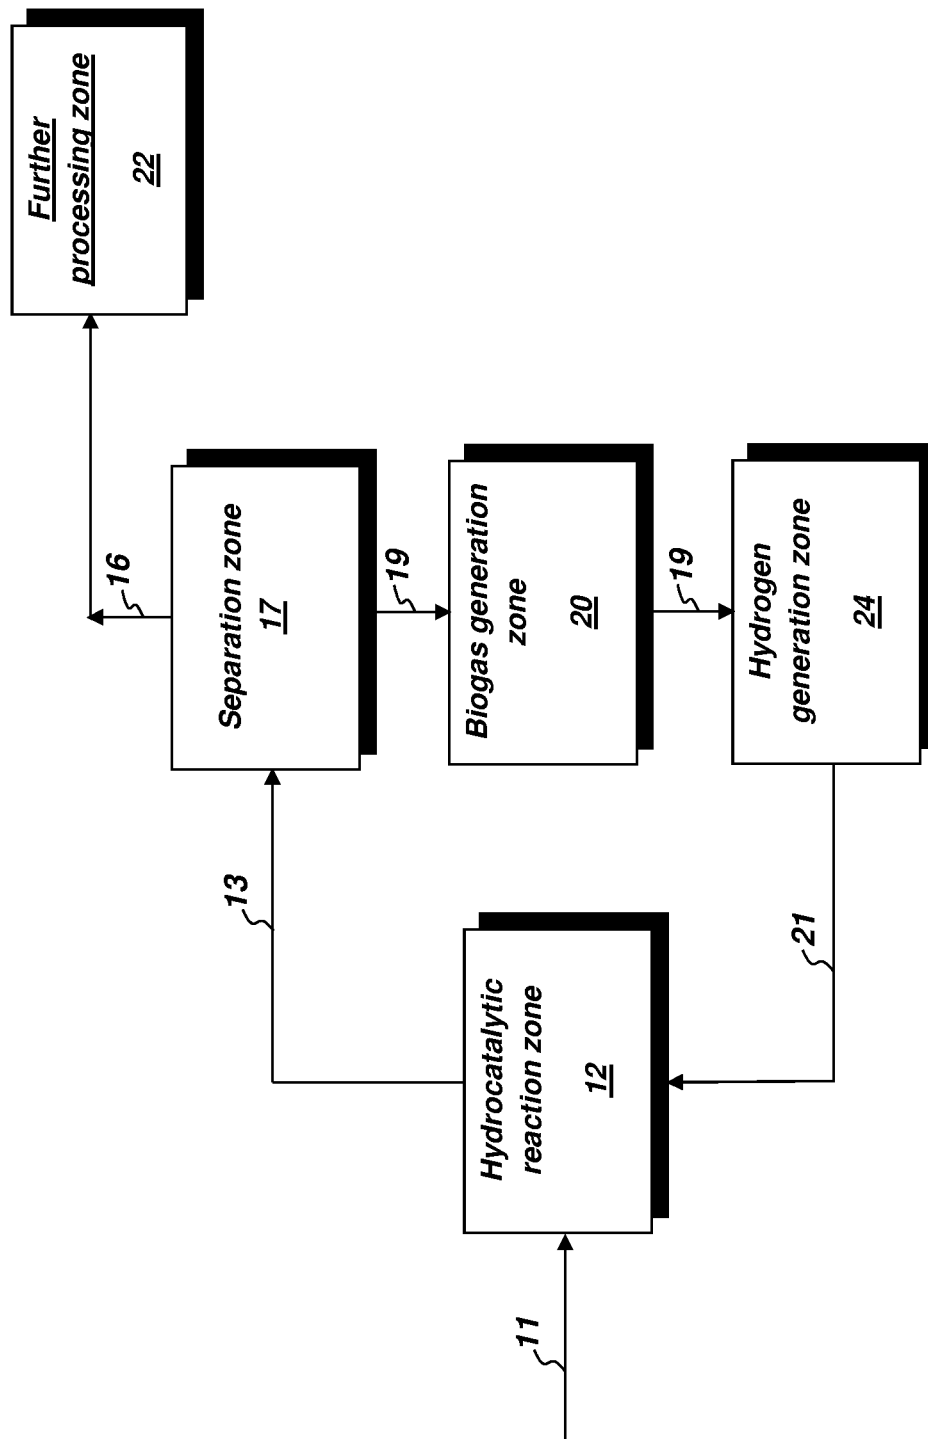 Further
processing zone
22
16
Separation zone
17
19
Biogas generation
zone
20
19
Hydrogen
generation zone
24
13
Hydrocatalytic
reaction zone
12
21
11